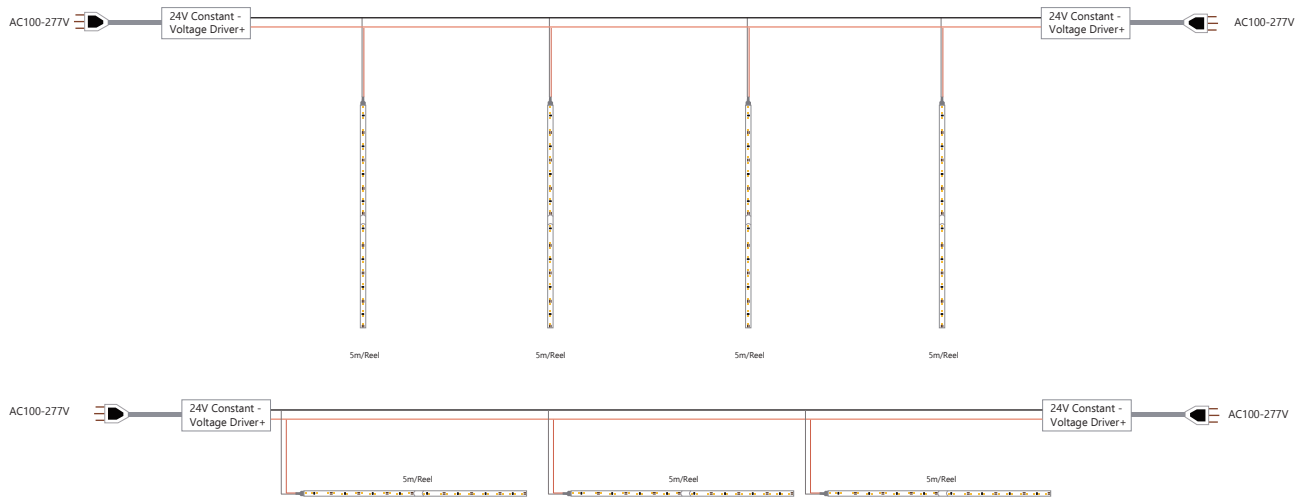 AC100-277V
24V Constant -
Voltage Driver+
24V Constant -
Voltage Driver+
AC100-277V
5m/Reel
5m/Reel
5m/Reel
5m/Reel
AC100-277V
24V Constant -
Voltage Driver+
24V Constant -
Voltage Driver+
AC100-277V
5m/Reel
5m/Reel
5m/Reel